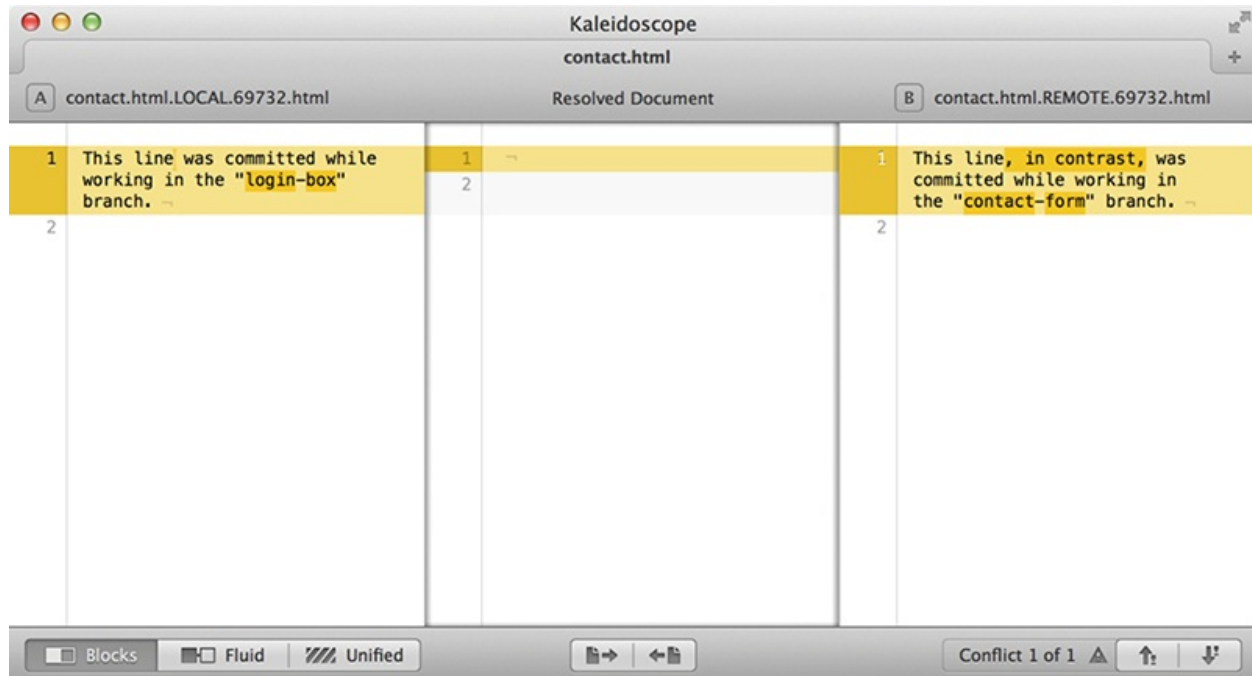 Kaleidoscope
contact.html
A contact.html.LOCAL.69732.html
Resolved Document
B contact.html.REMOTE.69732.html
1 This line was committed while
working in the "login-box"
branch. ¬
2
1 ¬
2
1 This line, in contrast, was
committed while working in
the "contact-form" branch. ¬
2
Blocks Fluid Unified
Conflict 1 of 1